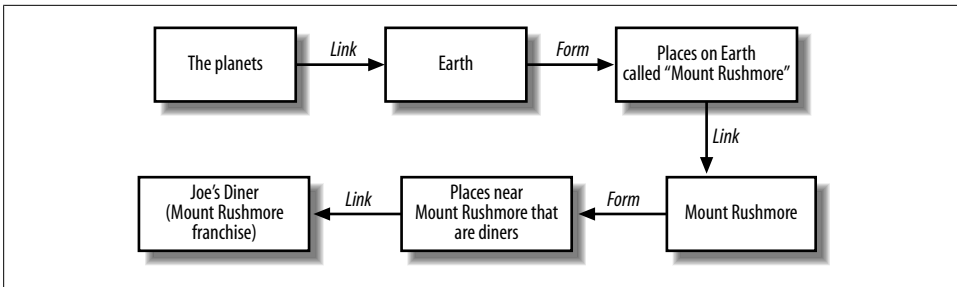 The planets
Link
Earth
Form
Places on Earth
called “Mount Rushmore”
Link
Mount Rushmore
Form
Places near
Mount Rushmore that
are diners
Link
Joe’s Diner
(Mount Rushmore
franchise)